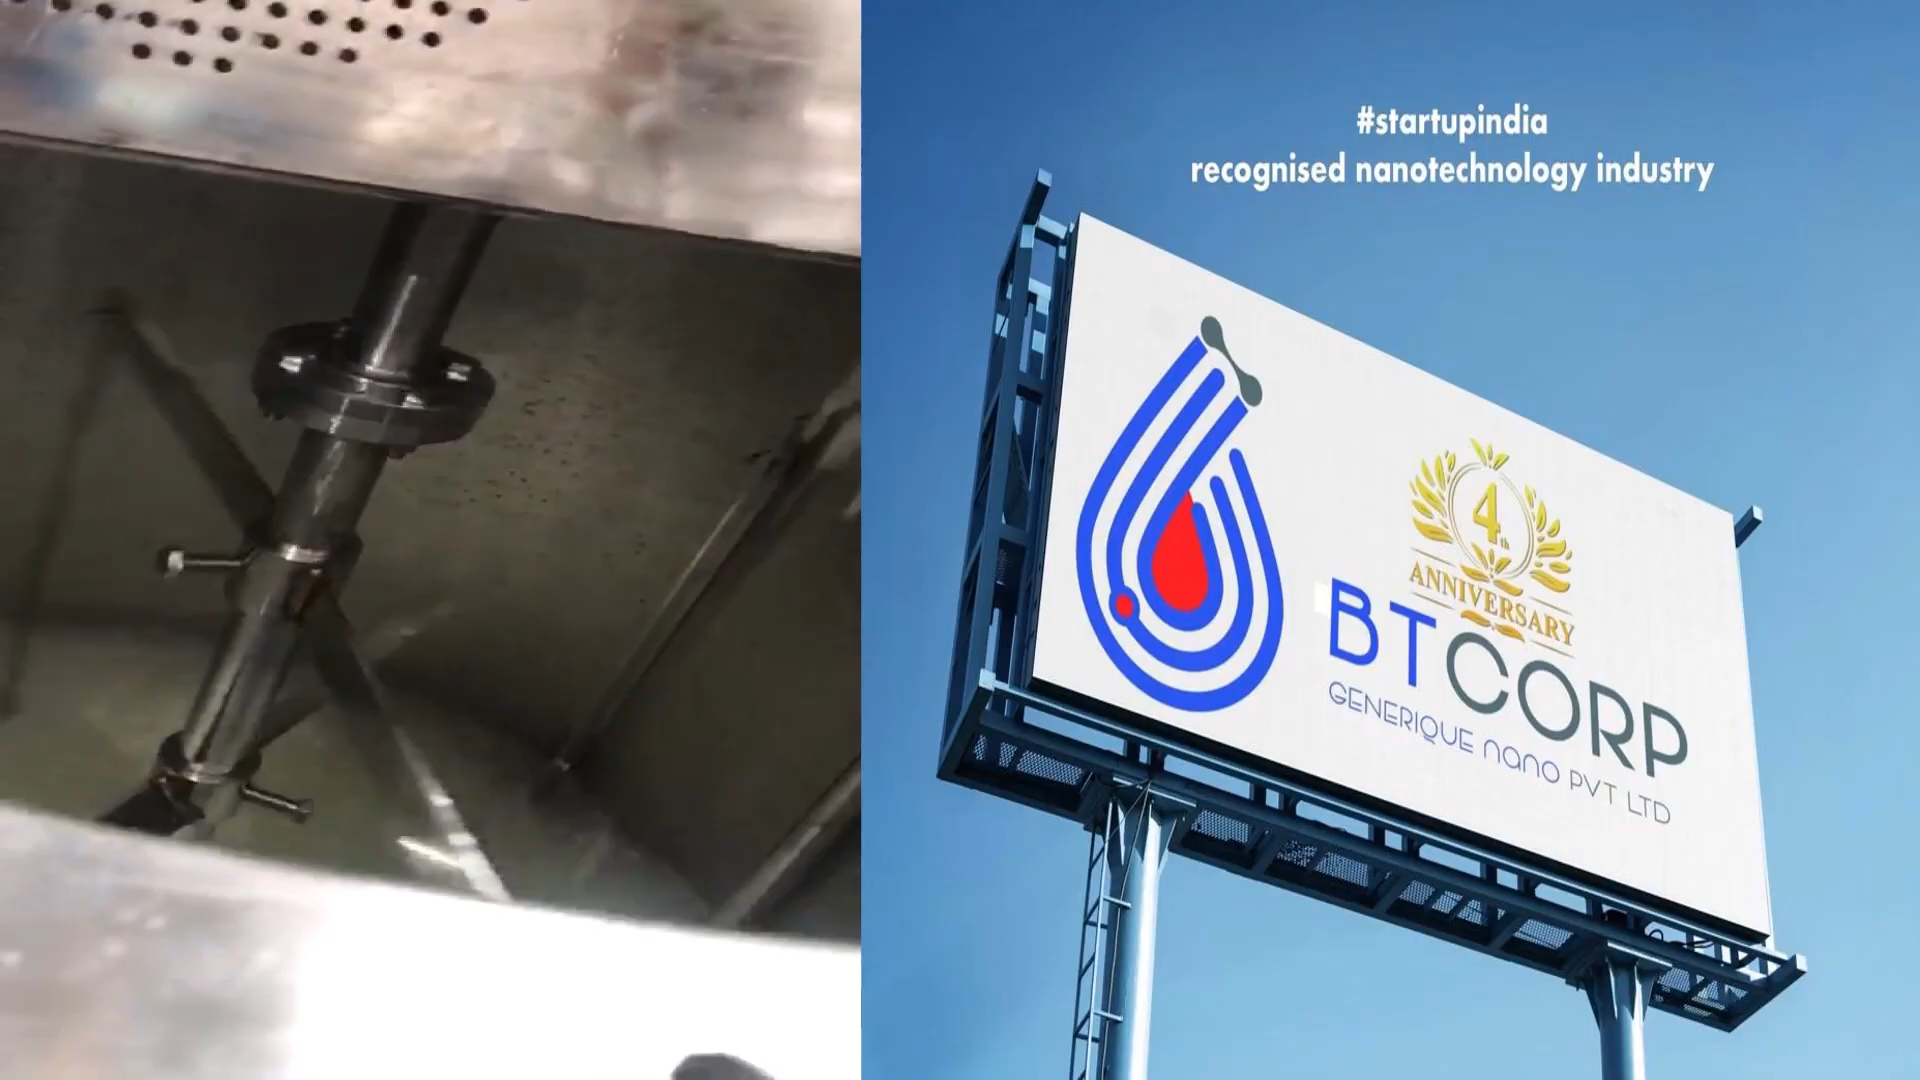 #startupindia
recognised nanotechnology industry
4th
ANNIVERSARY
BTCORP
GENERIQUE nano PVT LTD